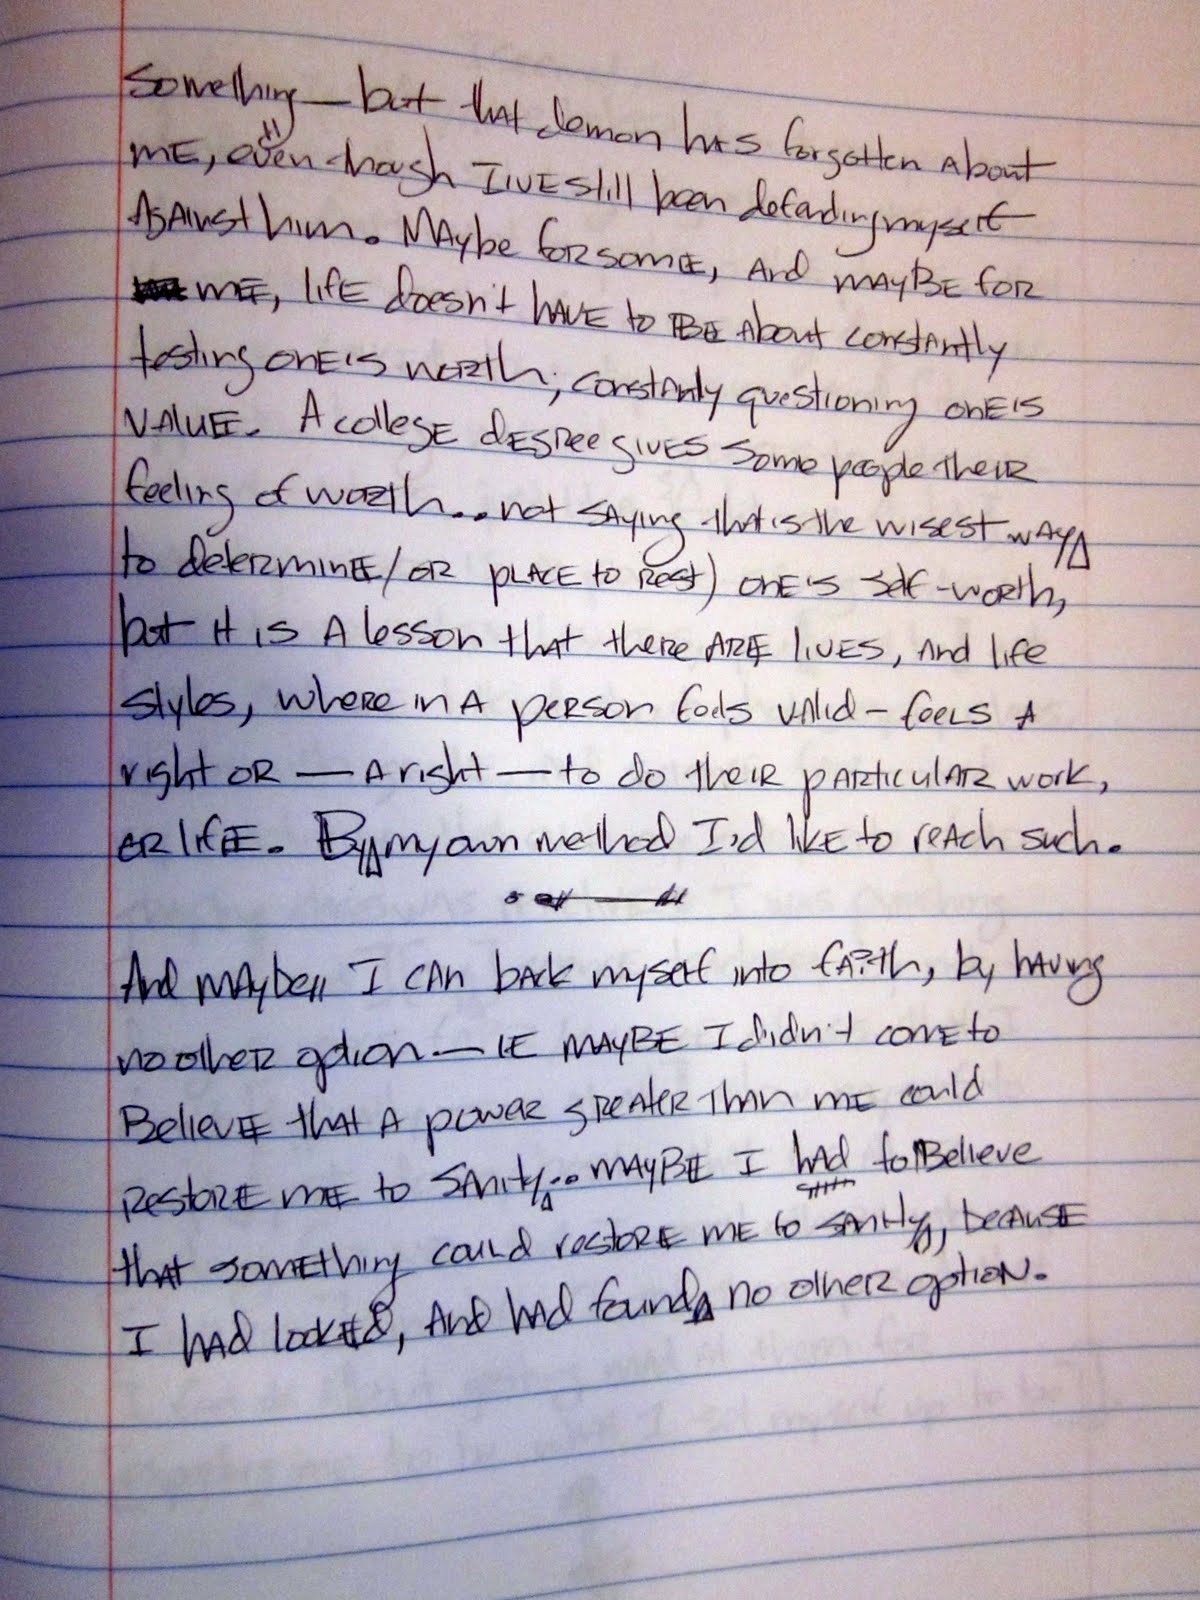 Something — but that demon has forgotten about
me, even though I've still been defending myself
against him. Maybe for some, and maybe for
me, life doesn't have to be about constantly
testing one's worth, constantly questioning one's
value. A college degree gives some people their
feeling of worth... not saying that is the wisest way
to determine (or place to rest) one's self-worth,
but it is a lesson that there are lives, and life
styles, where in a person feels valid – feels a
right or — a right — to do their particular work,
or life. By my own method I'd like to reach such.
And maybe I can back myself into faith, by having
no other option — IE maybe I didn't come to
believe that a power greater than me could
restore me to sanity... maybe I had to believe
that something could restore me to sanity, because
I had looked, and had found no other option.